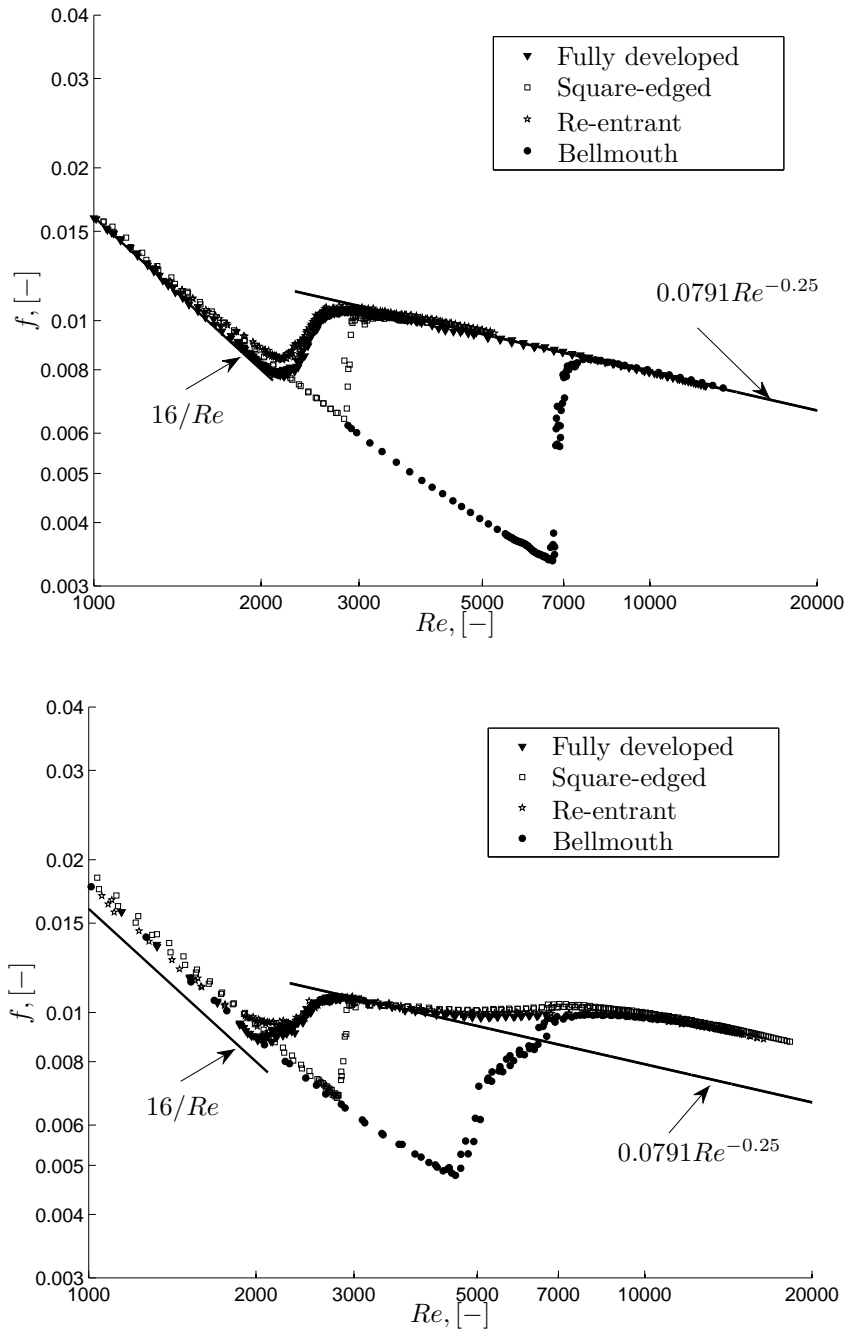 0.04
0.03
0.02
0.015
0.01
0.008
0.006
0.005
0.004
0.003
f, [−]
Fully developed
Square-edged
Re-entrant
Bellmouth
0.0791Re^{−0.25}
16/Re
1000 2000 3000 5000 7000 10000 20000
Re, [−]
0.04
0.03
0.02
0.015
0.01
0.008
0.006
0.005
0.004
0.003
f, [−]
Fully developed
Square-edged
Re-entrant
Bellmouth
16/Re
0.0791Re^{−0.25}
1000 2000 3000 5000 7000 10000 20000
Re, [−]